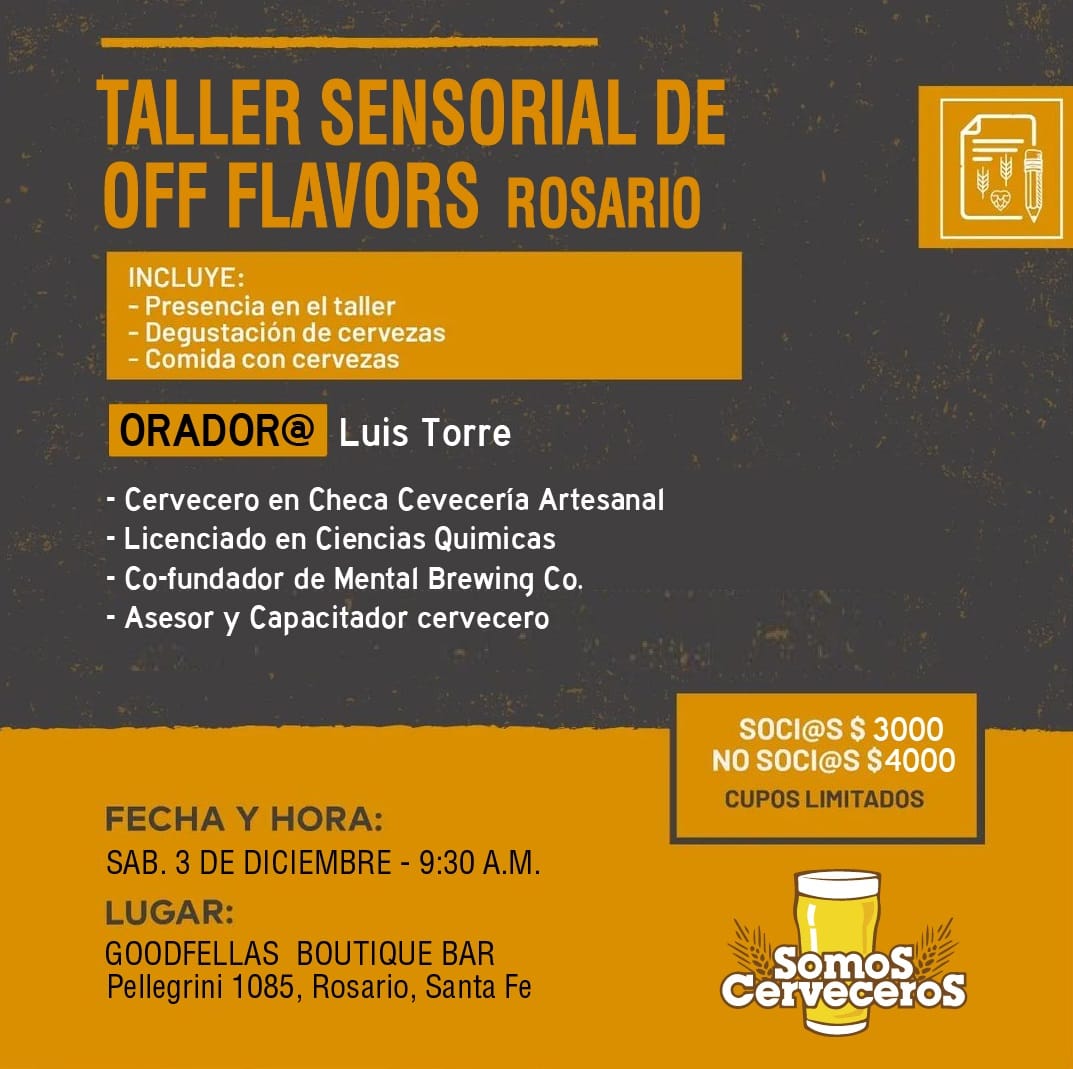 TALLER SENSORIAL DE
OFF FLAVORS ROSARIO
INCLUYE:
- Presencia en el taller
- Degustación de cervezas
- Comida con cervezas
ORADOR@ Luis Torre
- Cervecero en Checa Cevecería Artesanal
- Licenciado en Ciencias Quimicas
- Co-fundador de Mental Brewing Co.
- Asesor y Capacitador cervecero
SOCI@S $ 3000
NO SOCI@S $4000
CUPOS LIMITADOS
FECHA Y HORA:
SAB. 3 DE DICIEMBRE - 9:30 A.M.
LUGAR:
GOODFELLAS BOUTIQUE BAR
Pellegrini 1085, Rosario, Santa Fe
SomoS
CerveceroS